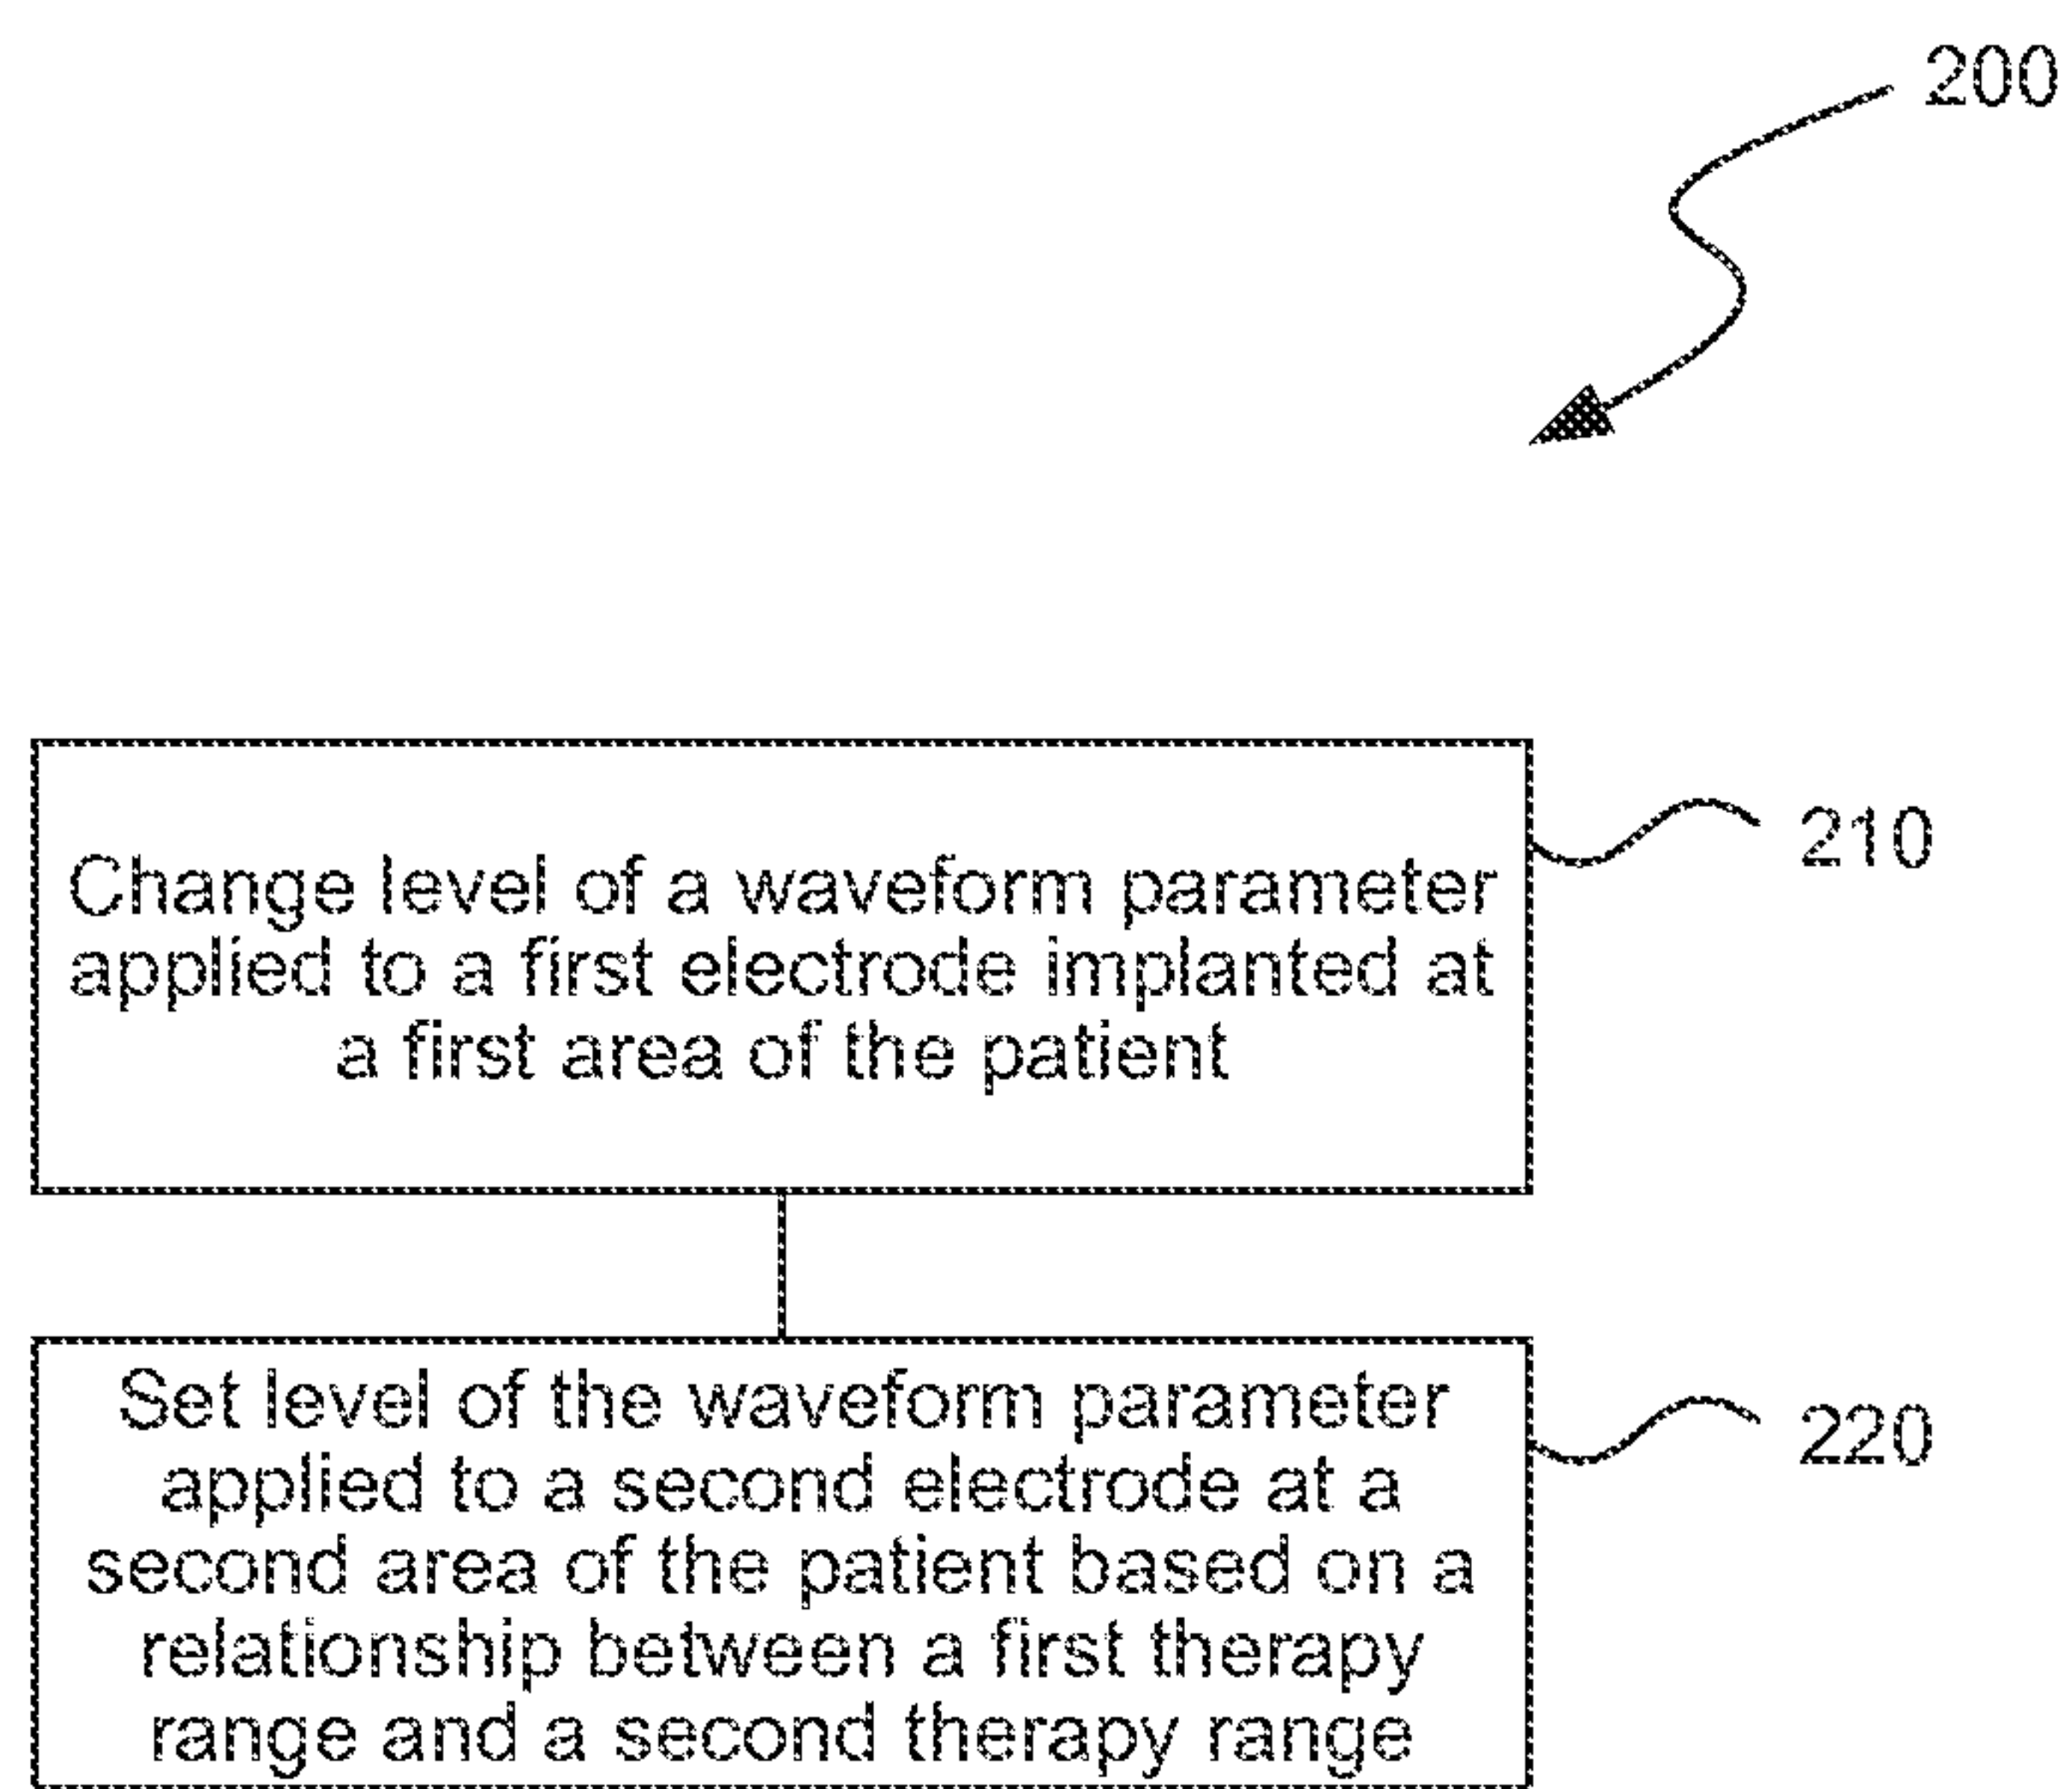 200
Change level of a waveform parameter
applied to a first electrode implanted at
a first area of the patient
210
Set level of the waveform parameter
applied to a second electrode at a
second area of the patient based on a
relationship between a first therapy
range and a second therapy range
220